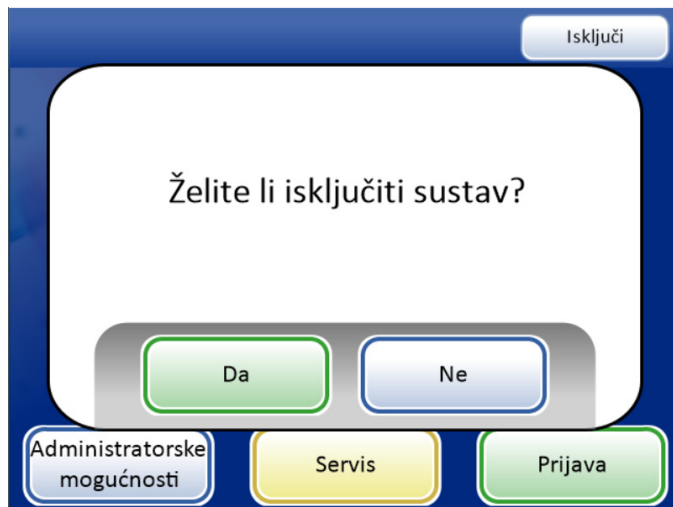 Isključi
Želite li isključiti sustav?
Da
Ne
Administratorske
mogućnosti
Servis
Prijava